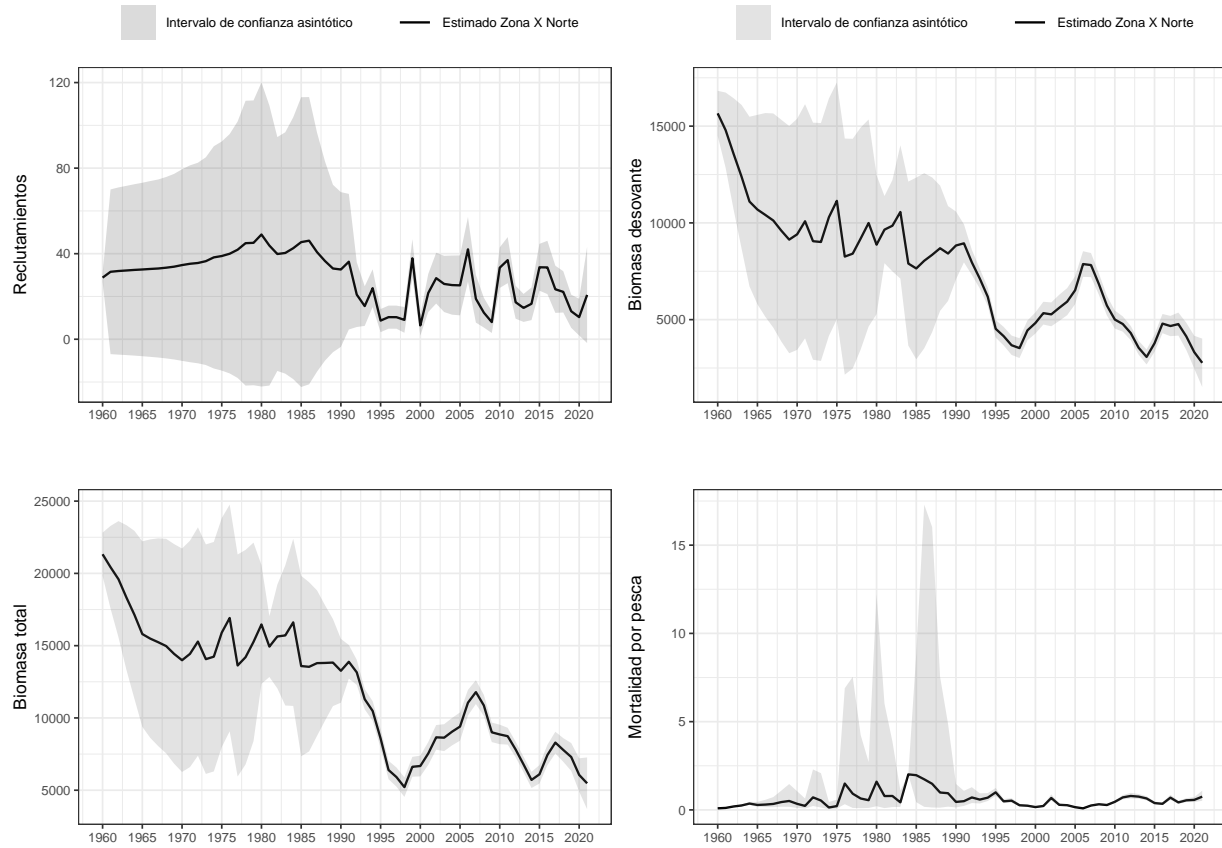 Intervalo de confianza asintótico Estimado Zona X Norte
Intervalo de confianza asintótico Estimado Zona X Norte
Reclutamientos
120
80
40
0
1960 1965 1970 1975 1980 1985 1990 1995 2000 2005 2010 2015 2020
Biomasa desovante
15000
10000
5000
1960 1965 1970 1975 1980 1985 1990 1995 2000 2005 2010 2015 2020
Biomasa total
25000
20000
15000
10000
5000
1960 1965 1970 1975 1980 1985 1990 1995 2000 2005 2010 2015 2020
Mortalidad por pesca
15
10
5
0
1960 1965 1970 1975 1980 1985 1990 1995 2000 2005 2010 2015 2020